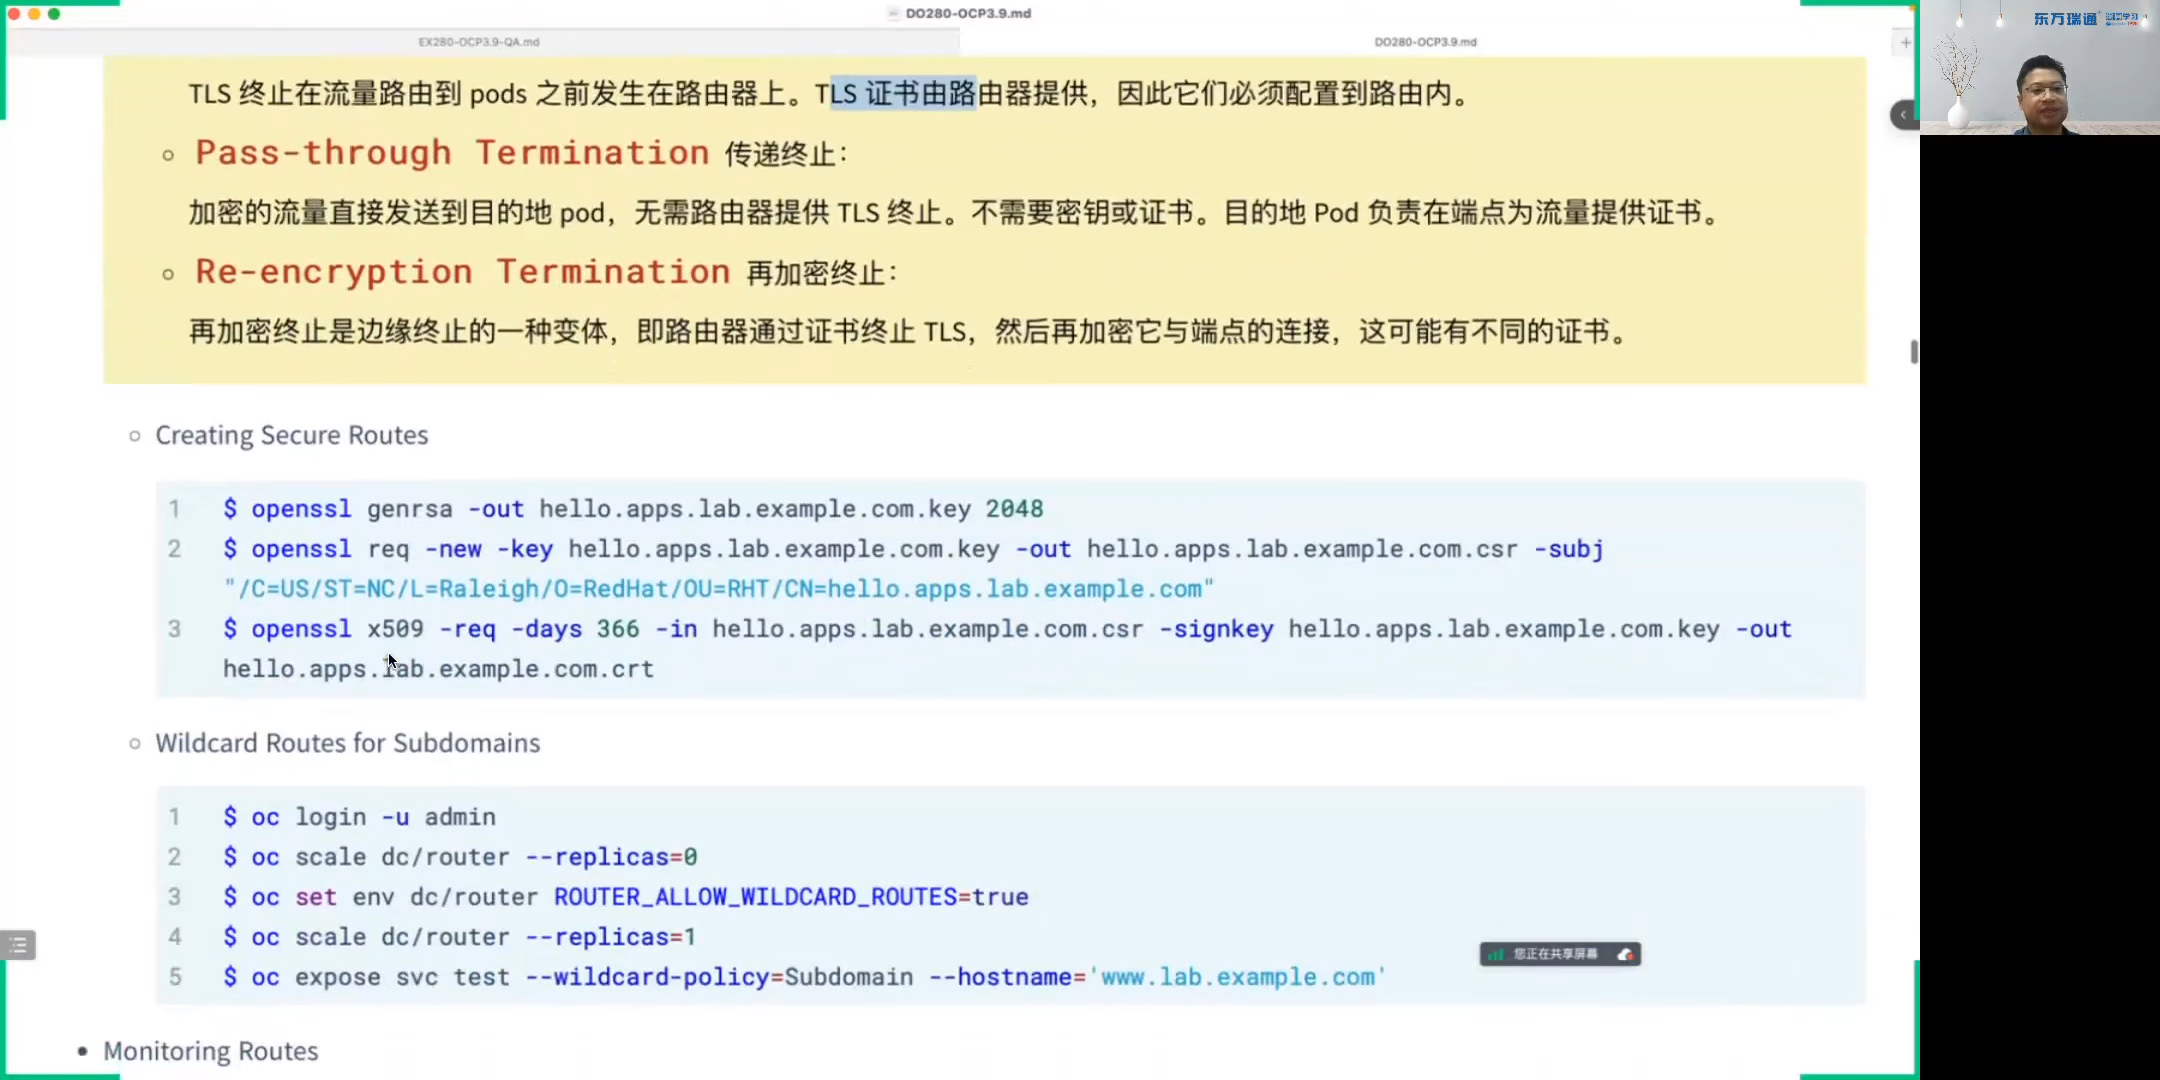 DO280-OCP3.9.md
EX280-OCP3.9-QA.md
DO280-OCP3.9.md
+
TLS 终止在流量路由到 pods 之前发生在路由器上。TLS 证书由路由器提供，因此它们必须配置到路由内。
Pass-through Termination 传递终止：
加密的流量直接发送到目的地 pod，无需路由器提供 TLS 终止。不需要密钥或证书。目的地 Pod 负责在端点为流量提供证书。
Re-encryption Termination 再加密终止：
再加密终止是边缘终止的一种变体，即路由器通过证书终止 TLS，然后再加密它与端点的连接，这可能有不同的证书。
Creating Secure Routes
1 $ openssl genrsa -out hello.apps.lab.example.com.key 2048
2 $ openssl req -new -key hello.apps.lab.example.com.key -out hello.apps.lab.example.com.csr -subj
"/C=US/ST=NC/L=Raleigh/O=RedHat/OU=RHT/CN=hello.apps.lab.example.com"
3 $ openssl x509 -req -days 366 -in hello.apps.lab.example.com.csr -signkey hello.apps.lab.example.com.key -out
hello.apps.lab.example.com.crt
Wildcard Routes for Subdomains
1 $ oc login -u admin
2 $ oc scale dc/router --replicas=0
3 $ oc set env dc/router ROUTER_ALLOW_WILDCARD_ROUTES=true
4 $ oc scale dc/router --replicas=1
5 $ oc expose svc test --wildcard-policy=Subdomain --hostname='www.lab.example.com'
您正在共享屏幕
Monitoring Routes
东方瑞通